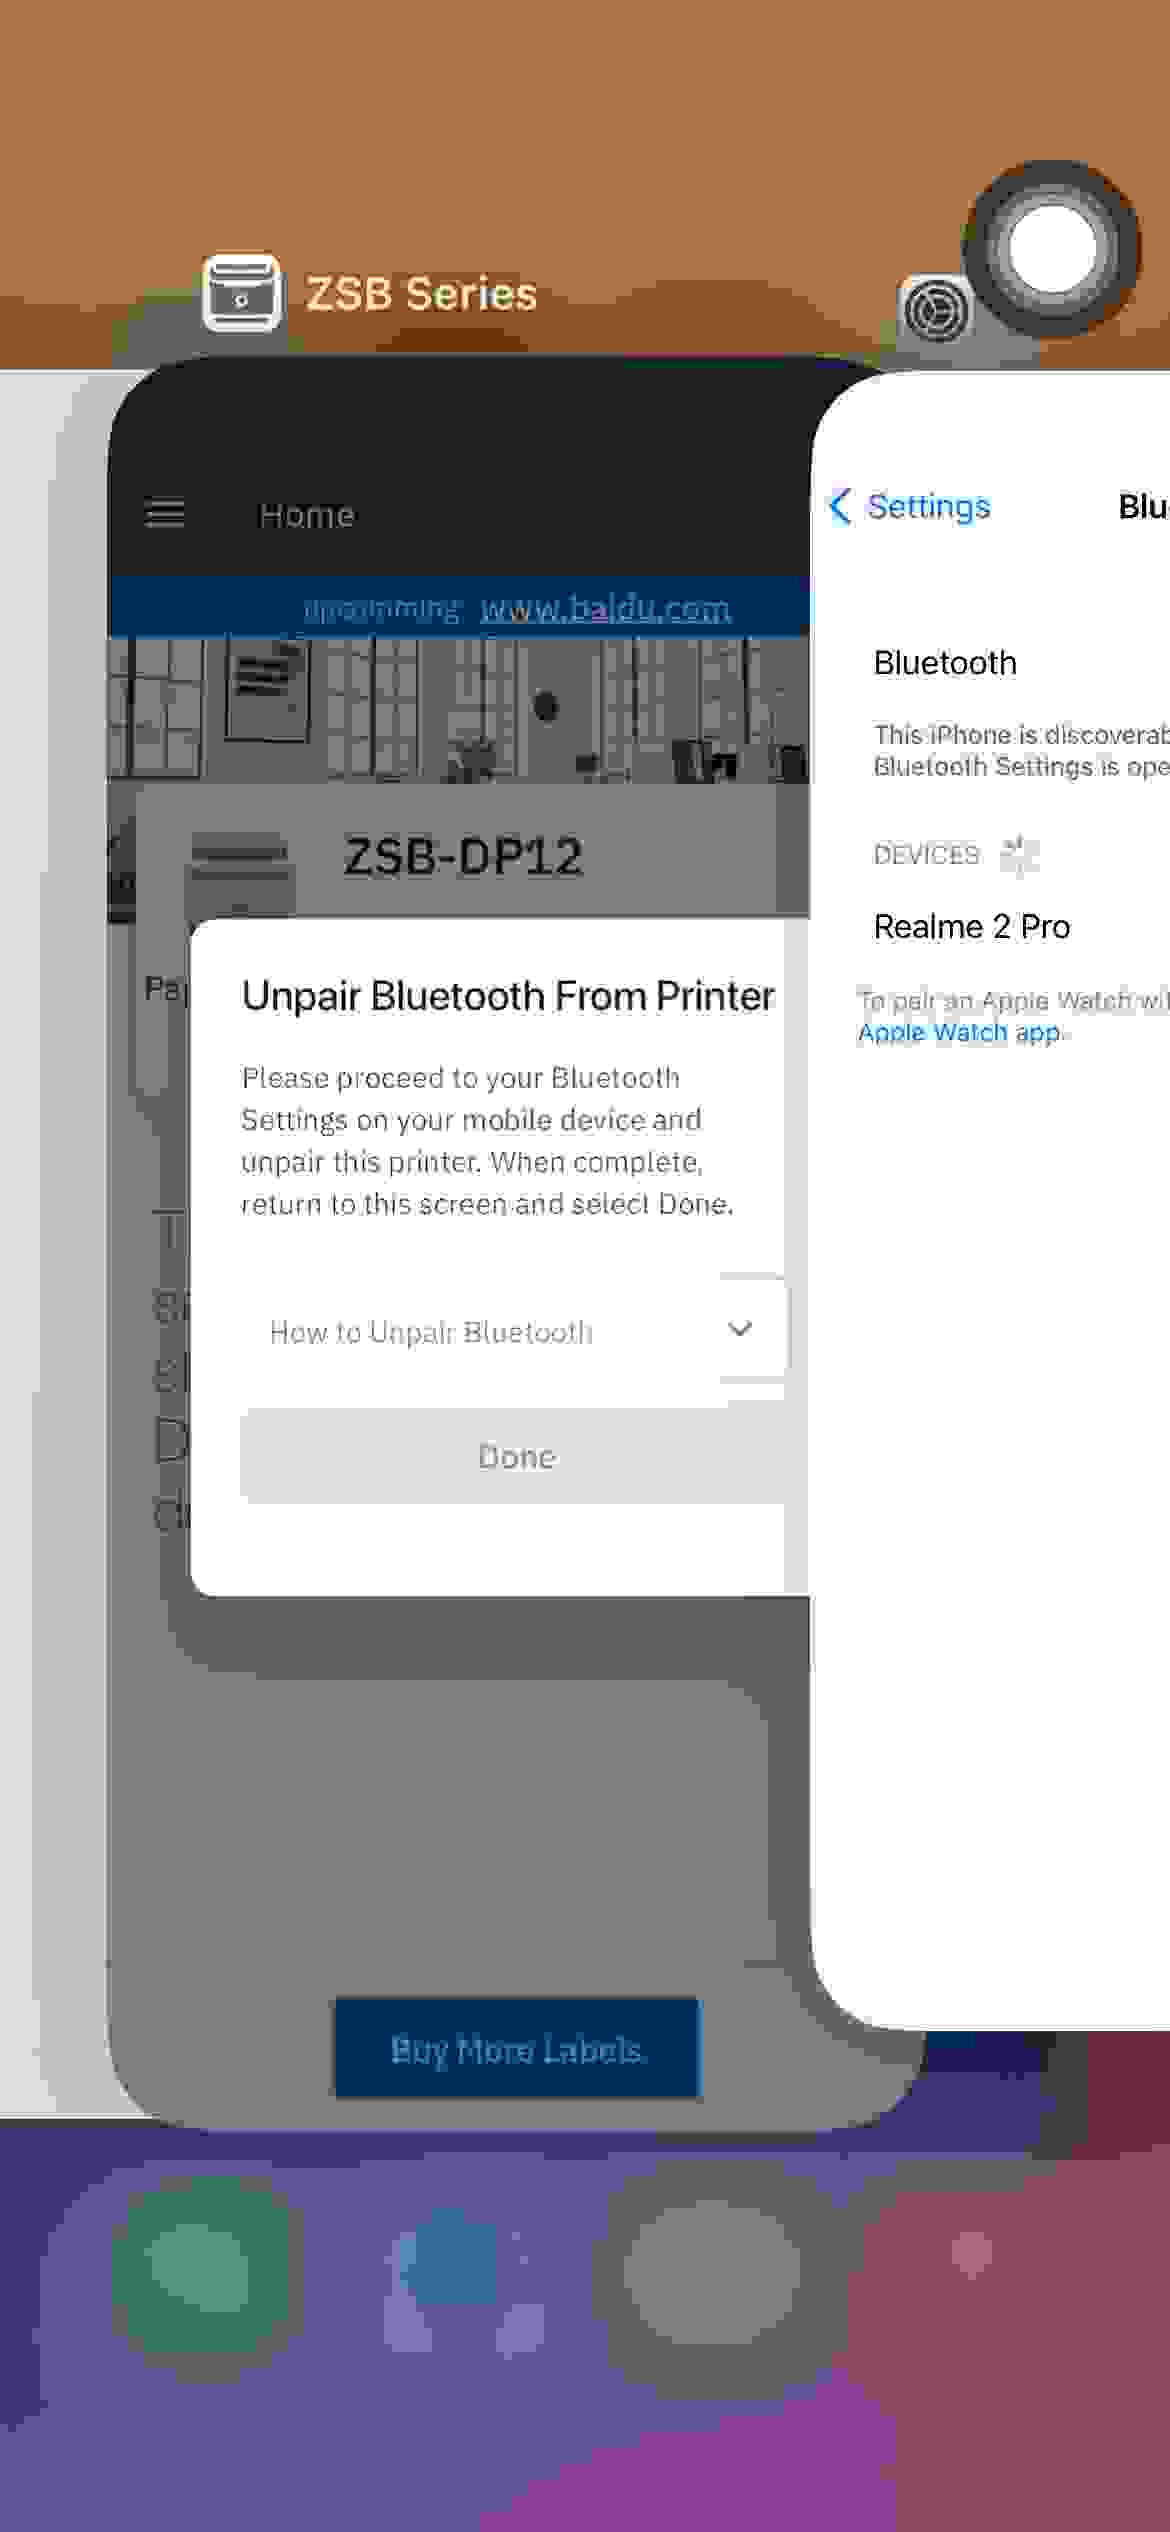 ZSB Series
Home
www.baidu.com
ZSB-DP12
Unpair Bluetooth From Printer
Please proceed to your Bluetooth
Settings on your mobile device and
unpair this printer. When complete,
return to this screen and select Done.
How to Unpair Bluetooth
Done
Buy More Labels
Settings
Blu
Bluetooth
This iPhone is discoverab
Bluetooth Settings is ope
DEVICES
Realme 2 Pro
To pair an Apple Watch wit
Apple Watch app.